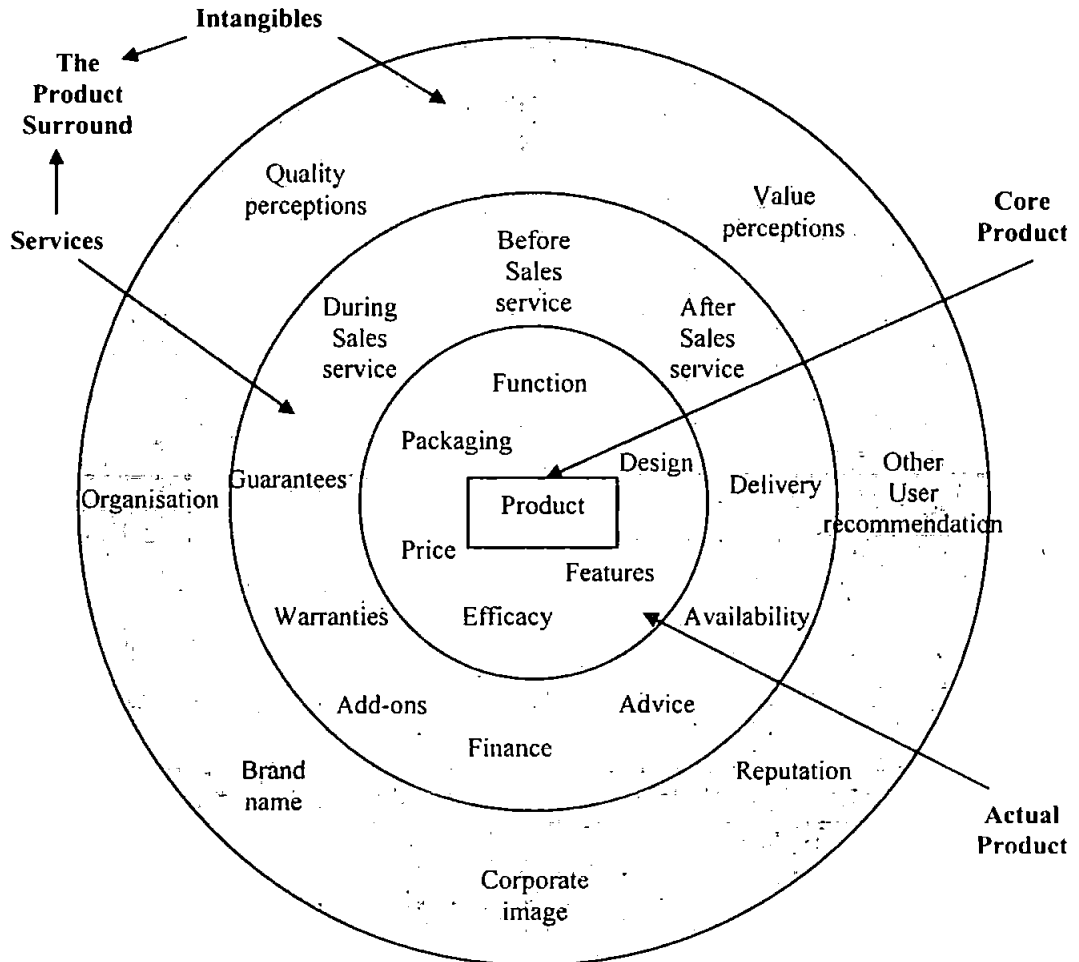 Intangibles
The
Product
Surround
Quality
perceptions
Value
perceptions
Core
Product
Services
Before
Sales
service
During
Sales
service
After
Sales
service
Function
Packaging
Design
Guarantees
Organisation
Product
Delivery
Other
User
recommendation
Price
Features
Warranties
Efficacy
Availability
Add-ons
Advice
Finance
Brand
name
Reputation
Actual
Product
Corporate
image